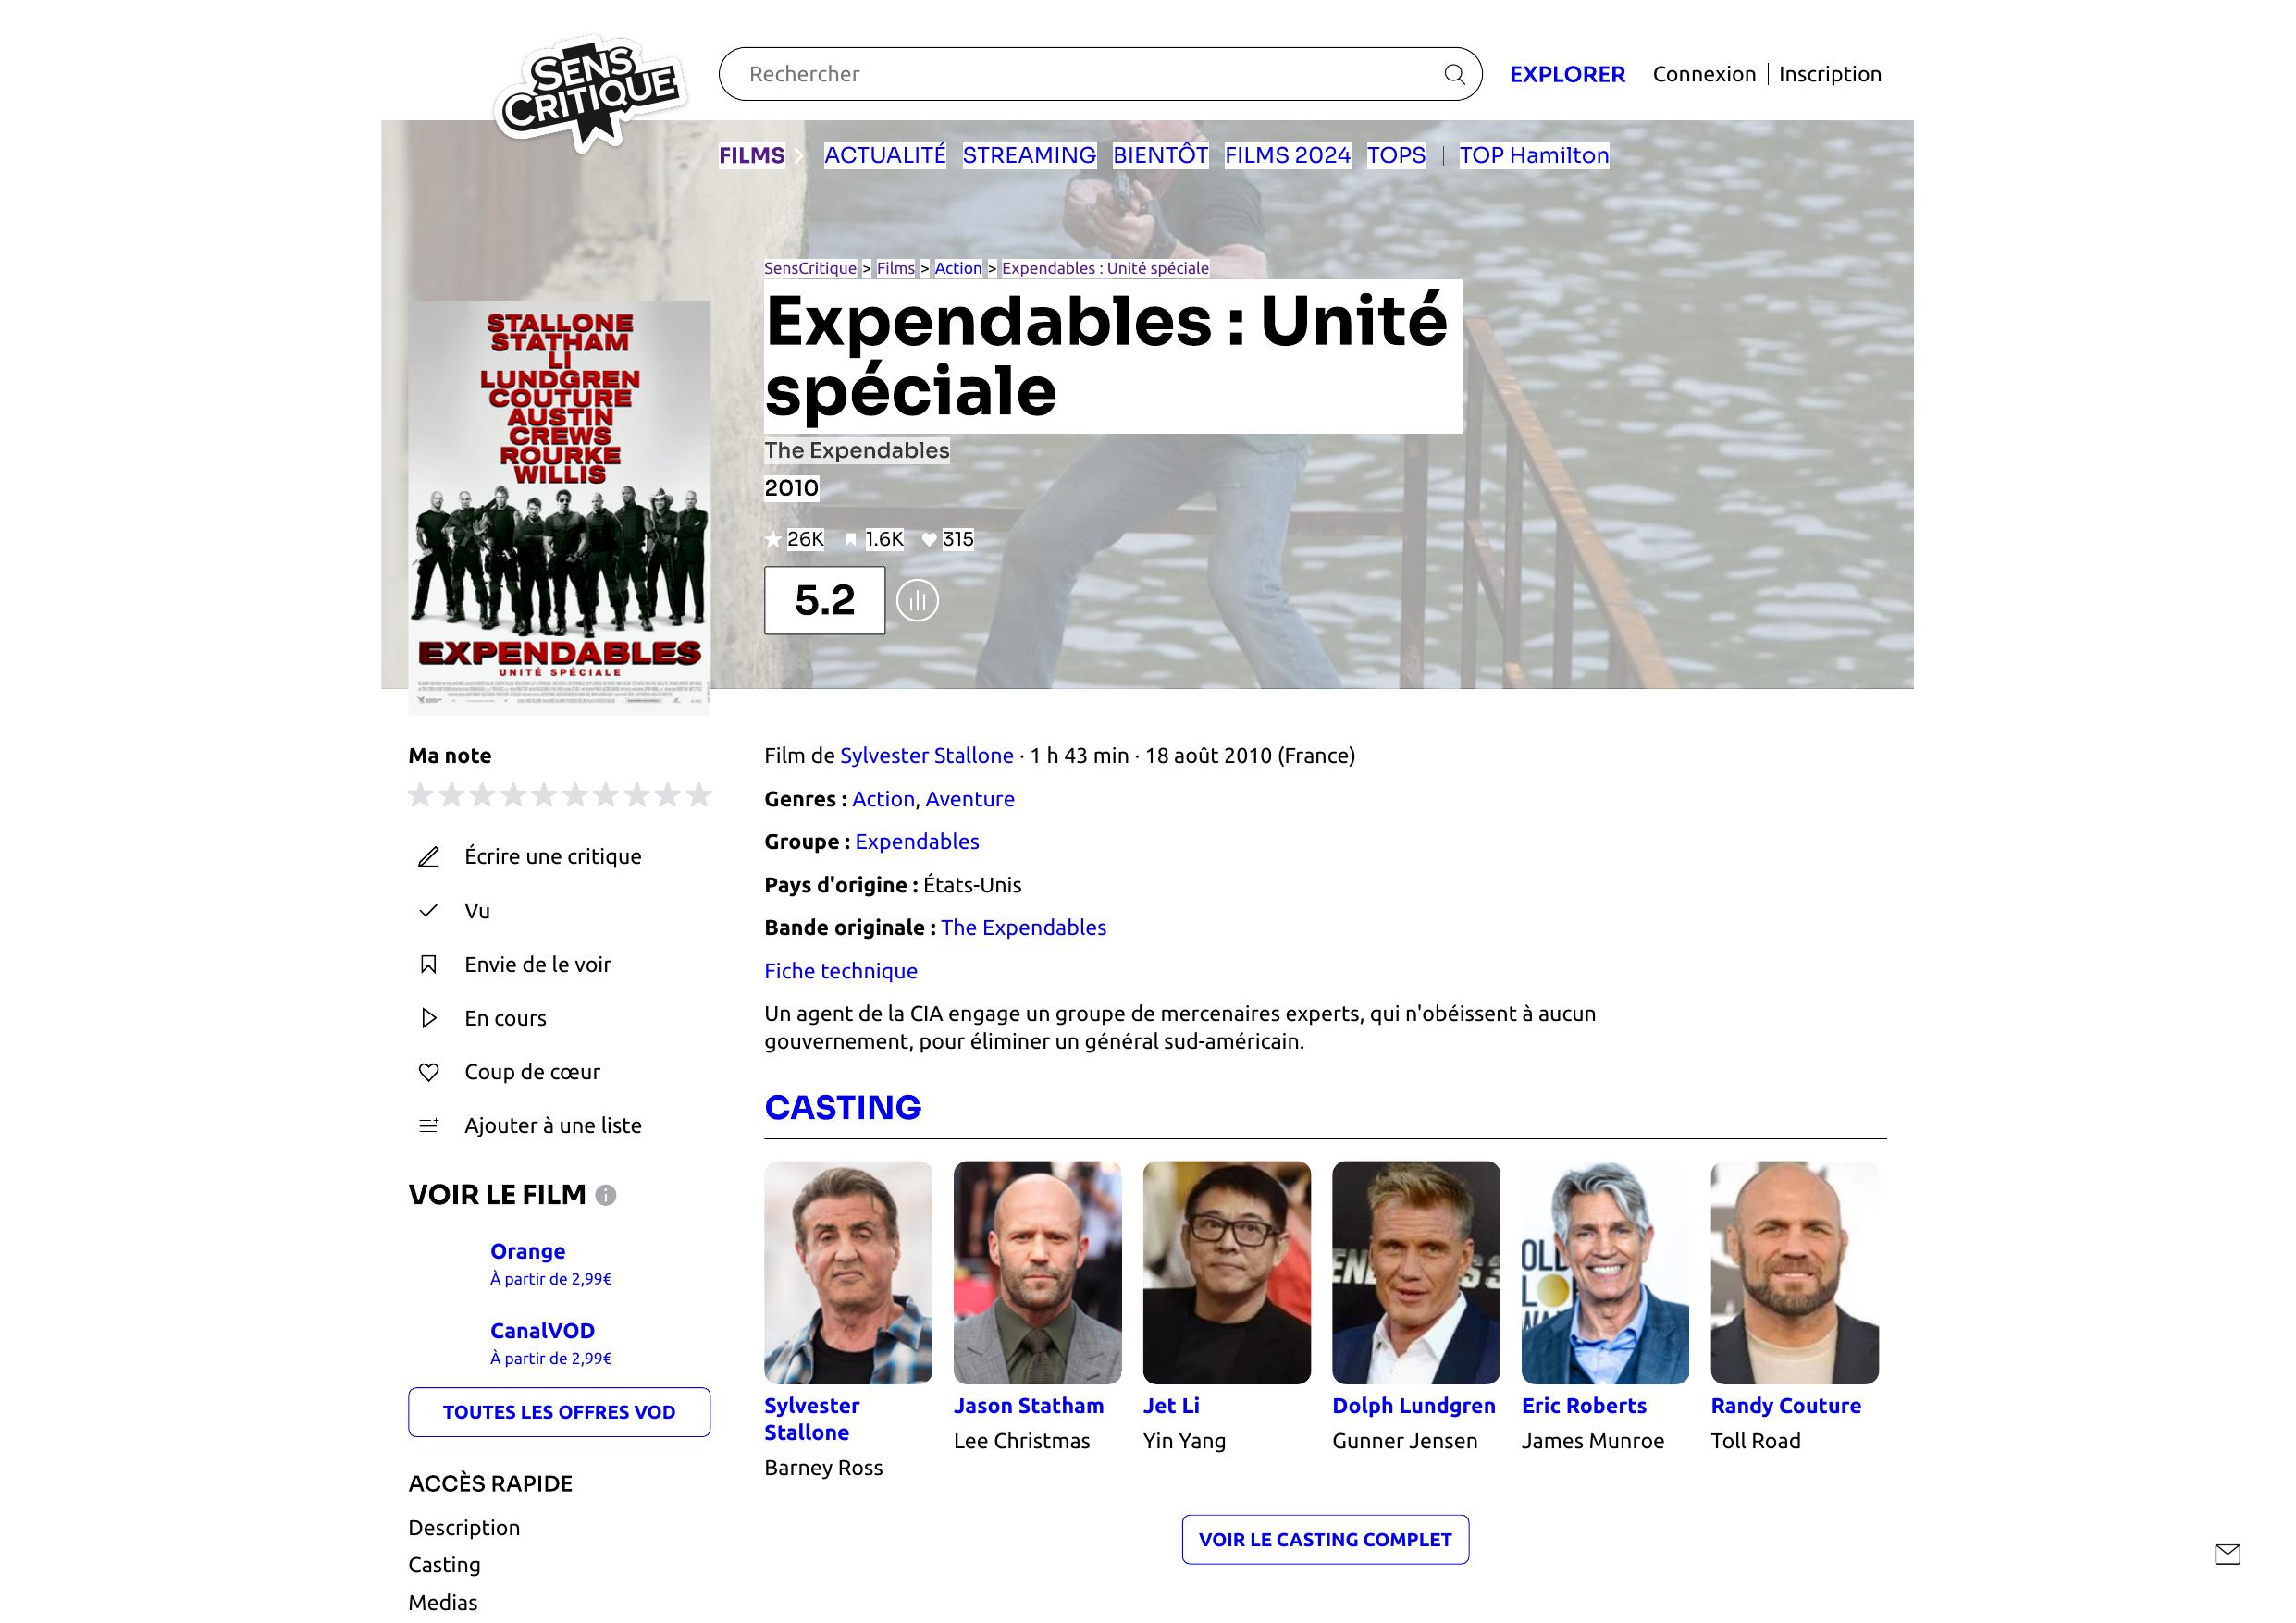 SENS
CRITIQUE
Rechercher
EXPLORER
Connexion | Inscription
FILMS
ACTUALITÉ
STREAMING
BIENTÔT
FILMS 2024
TOPS
| TOP Hamilton
SensCritique > Films > Action > Expendables : Unité spéciale
Expendables : Unité
spéciale
The Expendables
2010
26K
1.6K
315
5.2
STALLONE
STATHAM
LI
LUNDGREN
COUTURE
AUSTIN
CREWS
ROURKE
WILLIS
EXPENDABLES
UNITÉ SPÉCIALE
Ma note
Écrire une critique
Vu
Envie de le voir
En cours
Coup de cœur
Ajouter à une liste
VOIR LE FILM
Orange
À partir de 2,99€
CanalVOD
À partir de 2,99€
TOUTES LES OFFRES VOD
ACCÈS RAPIDE
Description
Casting
Medias
Film de Sylvester Stallone · 1 h 43 min · 18 août 2010 (France)
Genres : Action, Aventure
Groupe : Expendables
Pays d'origine : États-Unis
Bande originale : The Expendables
Fiche technique
Un agent de la CIA engage un groupe de mercenaires experts, qui n'obéissent à aucun
gouvernement, pour éliminer un général sud-américain.
CASTING
Sylvester
Stallone
Barney Ross
Jason Statham
Lee Christmas
Jet Li
Yin Yang
Dolph Lundgren
Gunner Jensen
Eric Roberts
James Munroe
Randy Couture
Toll Road
VOIR LE CASTING COMPLET